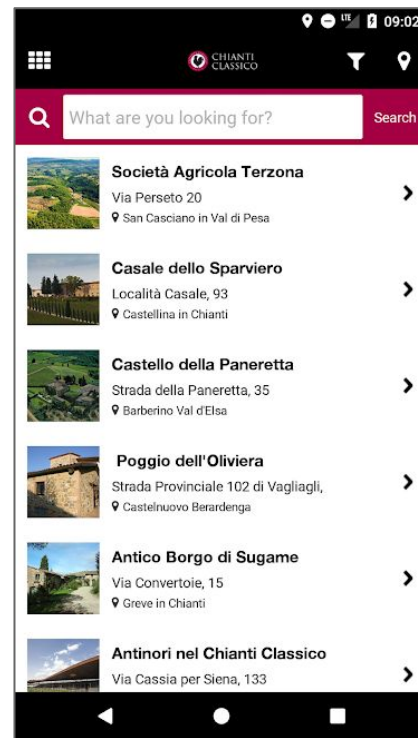 LTE 09:02
CHIANTI
CLASSICO
What are you looking for? Search
Società Agricola Terzona
Via Perseto 20
San Casciano in Val di Pesa
Casale dello Sparviero
Località Casale, 93
Castellina in Chianti
Castello della Paneretta
Strada della Paneretta, 35
Barberino Val d'Elsa
Poggio dell'Oliviera
Strada Provinciale 102 di Vagliagli,
Castelnuovo Berardenga
Antico Borgo di Sugame
Via Convertoie, 15
Greve in Chianti
Antinori nel Chianti Classico
Via Cassia per Siena, 133